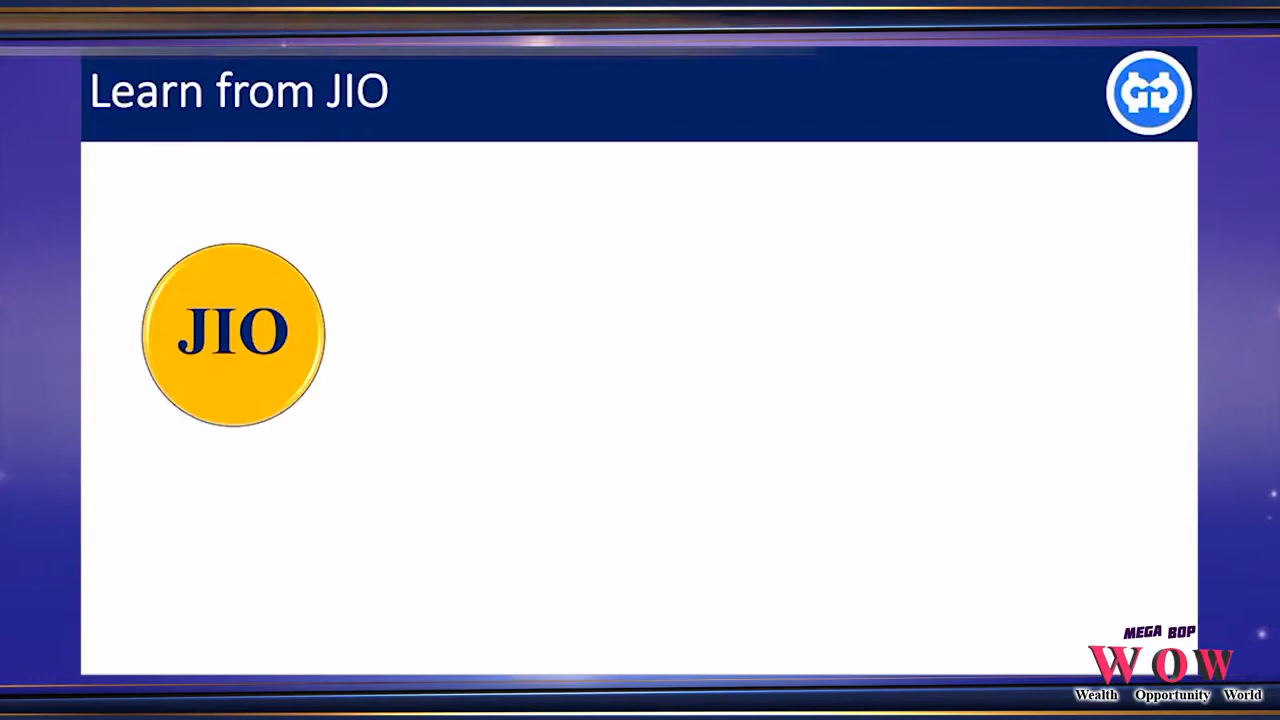 Learn from JIO
JIO
MEGA BOP
WOW
Wealth Opportunity World